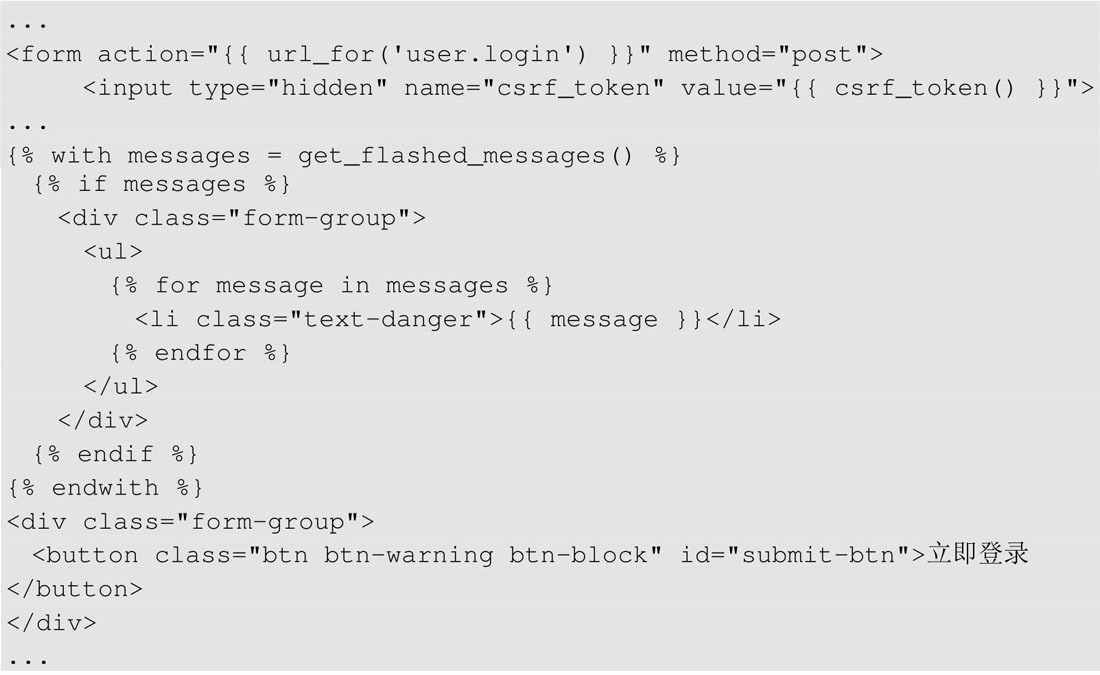 ...
<form action="{{ url_for('user.login') }}" method="post">
      <input type="hidden" name="csrf_token" value="{{ csrf_token() }}">
...
{% with messages = get_flashed_messages() %}
  {% if messages %}
    <div class="form-group">
      <ul>
        {% for message in messages %}
          <li class="text-danger">{{ message }}</li>
        {% endfor %}
      </ul>
    </div>
  {% endif %}
{% endwith %}
<div class="form-group">
  <button class="btn btn-warning btn-block" id="submit-btn">立即登录
</button>
</div>
...